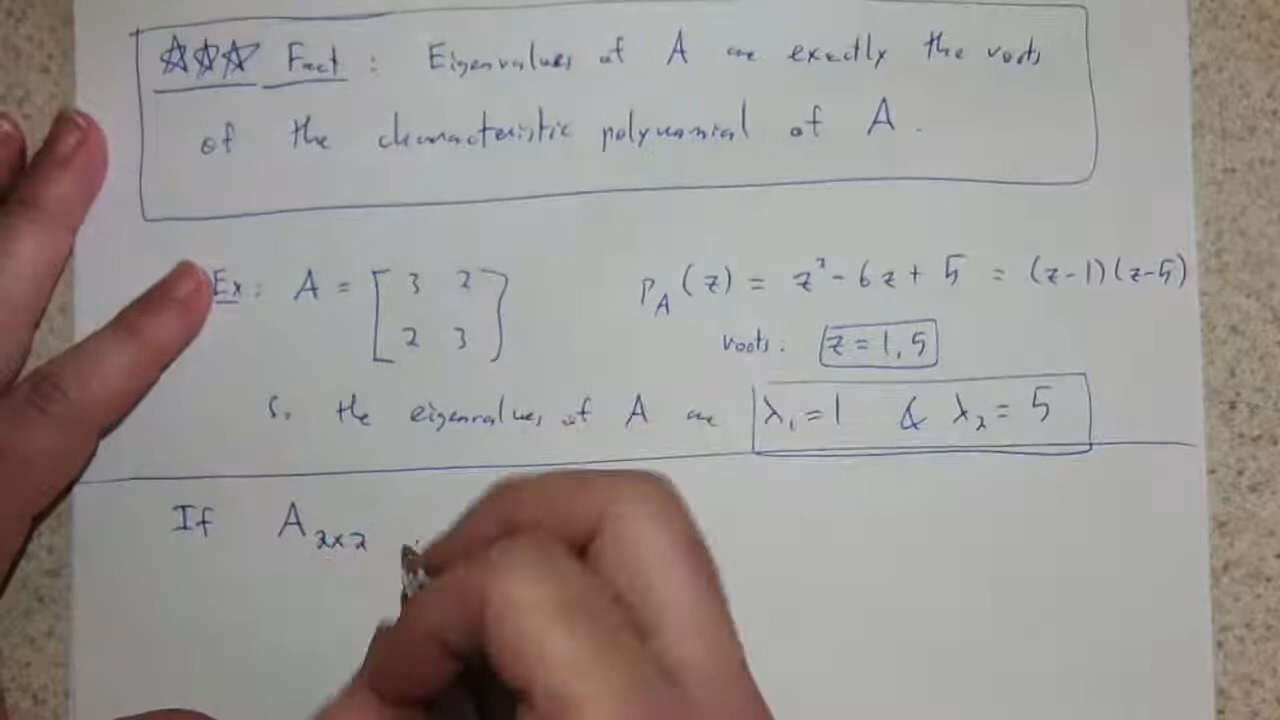 ☆☆☆ Fact : Eigenvalues of A are exactly the roots
of the characteristic polynomial of A .
Ex : A = [ 3 2
2 3 ]
P_A (z) = z² - 6z + 5 = (z-1)(z-5)
roots : z = 1, 5
So the eigenvalues of A are λ₁ = 1 & λ₂ = 5
If A₂ₓ₂